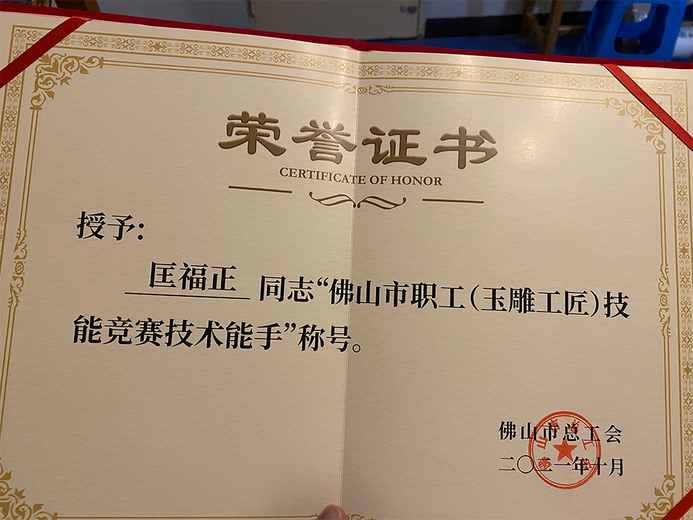 荣誉证书
CERTIFICATE OF HONOR
授予：
匡福正 同志“佛山市职工（玉雕工匠）技
能竞赛技术能手”称号。
佛山市总工会
二〇二一年十月